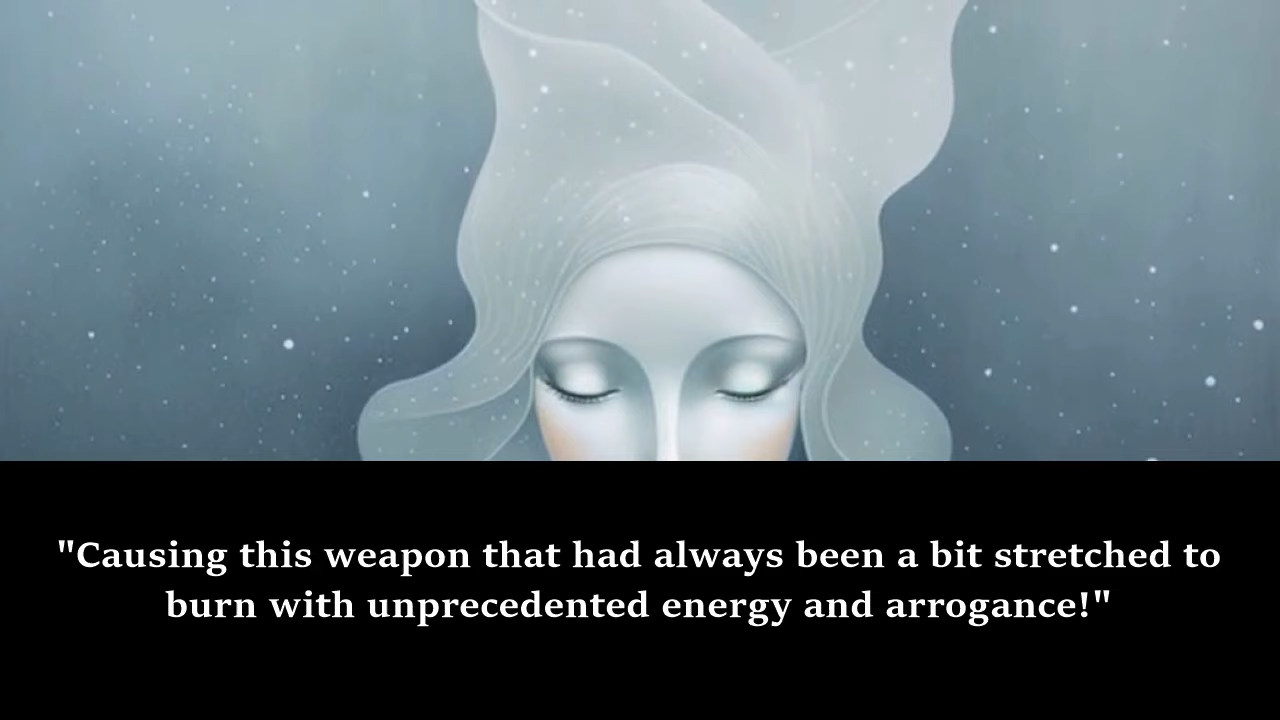 "Causing this weapon that had always been a bit stretched to
burn with unprecedented energy and arrogance!"